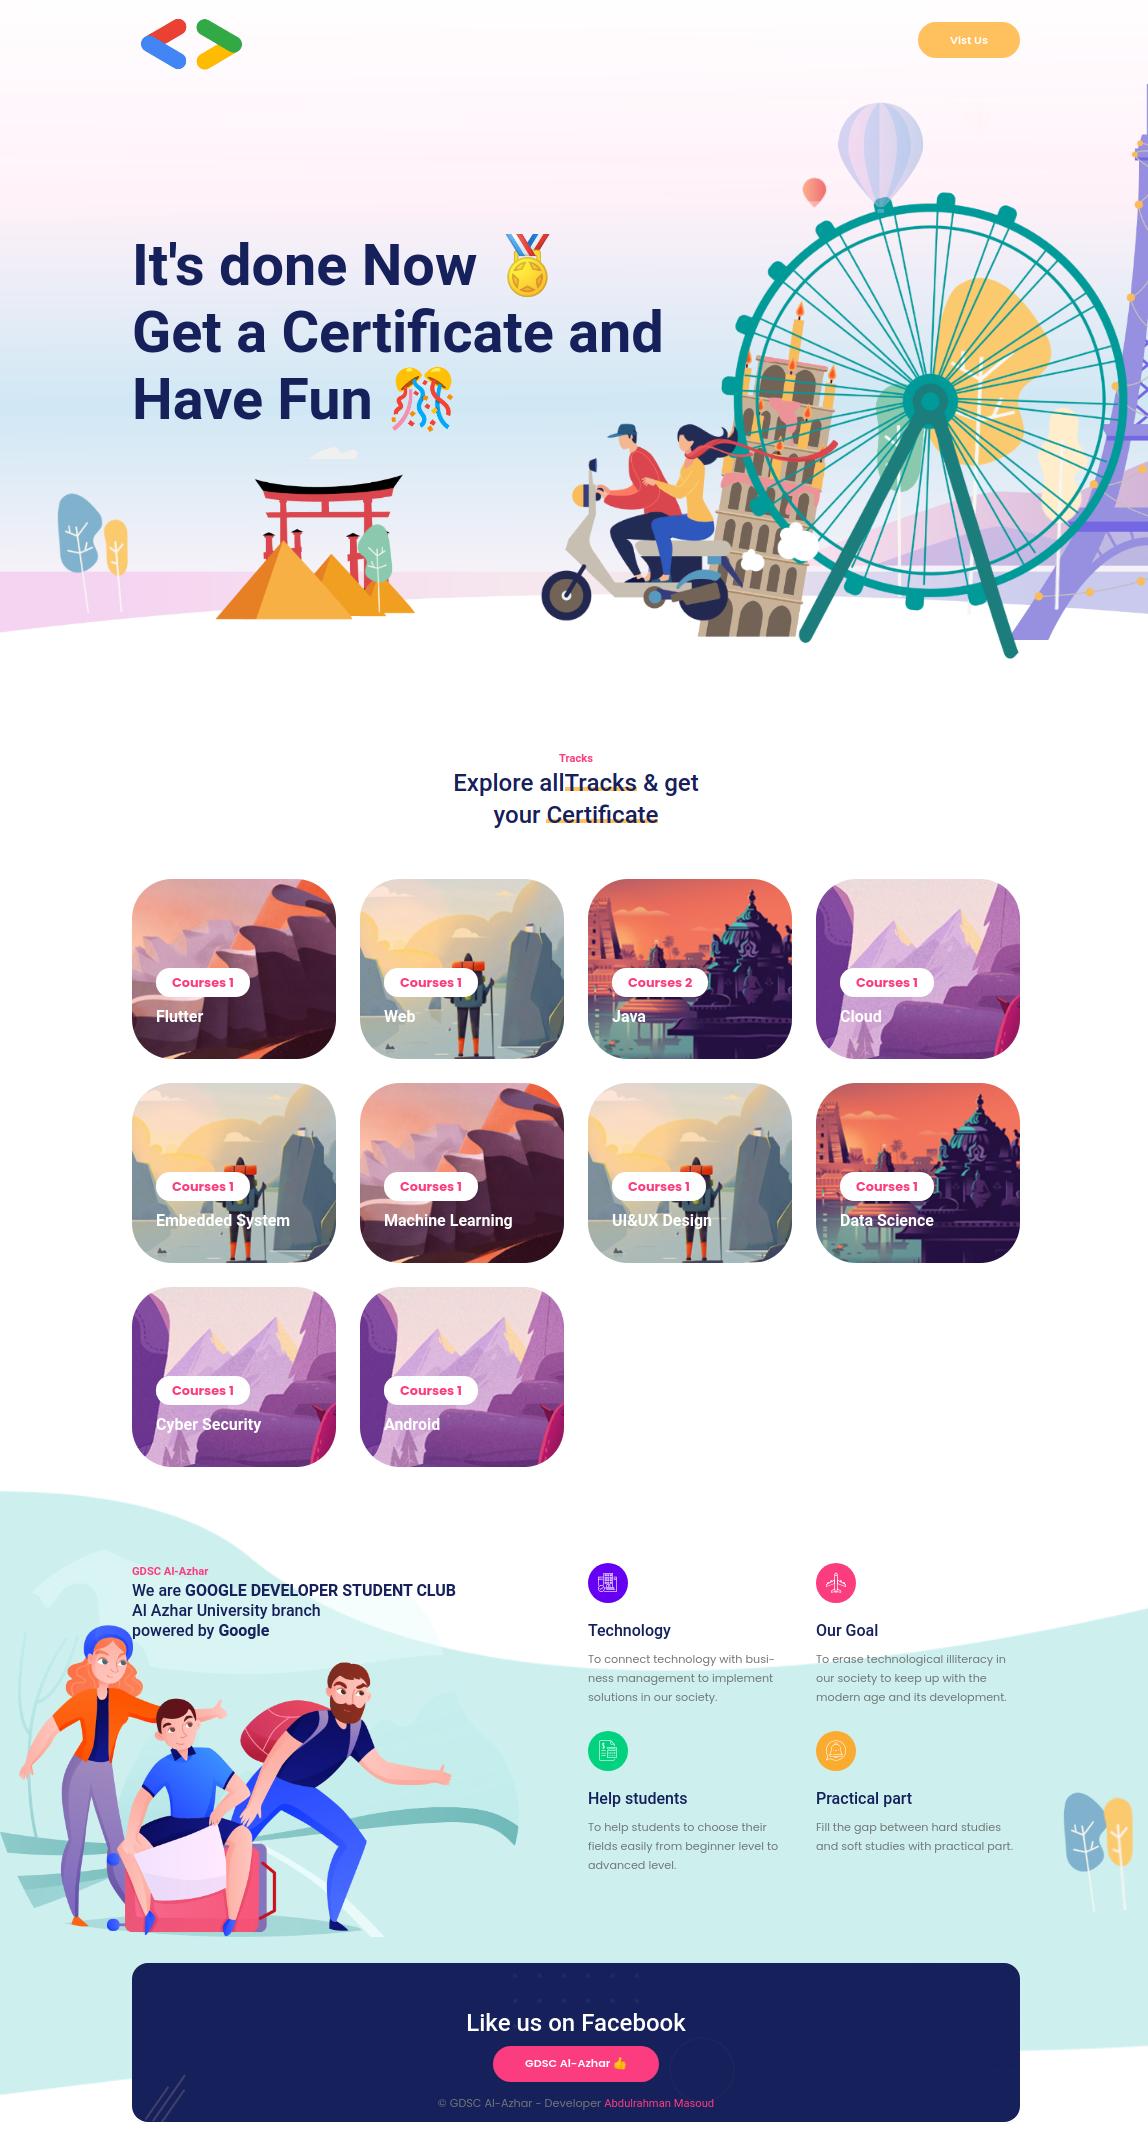 Vist Us
It's done Now
Get a Certificate and
Have Fun
Tracks
Explore allTracks & get
your Certificate
Courses 1
Flutter
Courses 1
Web
Courses 2
Java
Courses 1
Cloud
Courses 1
Embedded System
Courses 1
Machine Learning
Courses 1
UI&UX Design
Courses 1
Data Science
Courses 1
Cyber Security
Courses 1
Android
GDSC Al-Azhar
We are GOOGLE DEVELOPER STUDENT CLUB
Al Azhar University branch
powered by Google
Technology
To connect technology with busi-
ness management to implement
solutions in our society.
Our Goal
To erase technological illiteracy in
our society to keep up with the
modern age and its development.
Help students
To help students to choose their
fields easily from beginner level to
advanced level.
Practical part
Fill the gap between hard studies
and soft studies with practical part.
Like us on Facebook
GDSC Al-Azhar 👍
© GDSC Al-Azhar - Developer Abdulrahman Masoud